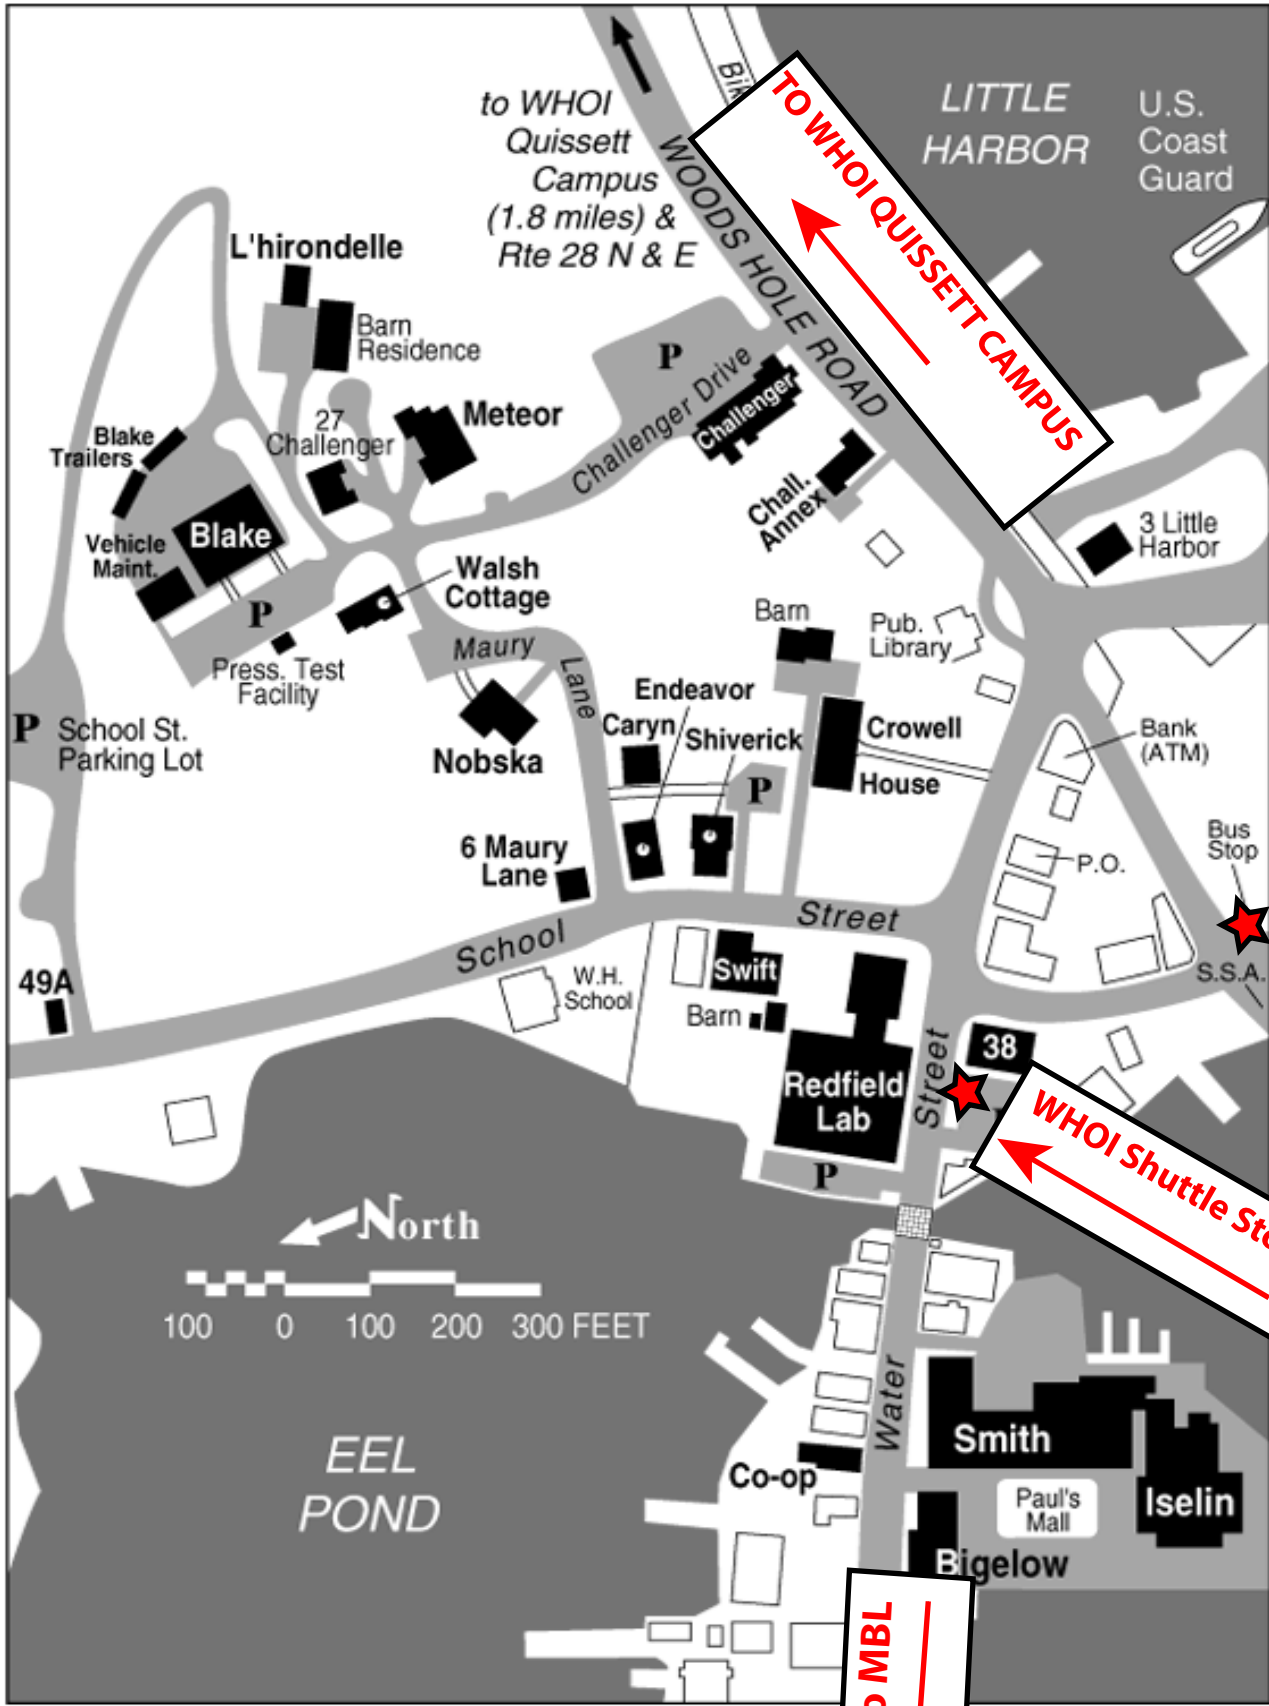 to WHOI
Quissett
Campus
(1.8 miles) &
Rte 28 N & E
WOODS HOLE ROAD
TO WHOI QUISSETT CAMPUS
LITTLE
HARBOR
U.S.
Coast
Guard
L'hirondelle
Barn
Residence
27
Challenger
Meteor
P
Challenger Drive
Challenger
Chall.
Annex
Blake
Trailers
Blake
Vehicle
Maint.
P
Walsh
Cottage
Press. Test
Facility
Maury
Lane
Nobska
3 Little
Harbor
Barn
Pub.
Library
Endeavor
Caryn
Shiverick
Crowell
House
P
P
School St.
Parking Lot
Bank
(ATM)
P.O.
Bus
Stop
S.S.A.
6 Maury
Lane
School
Street
49A
W.H.
School
Swift
Barn
Redfield
Lab
P
38
Street
WHOI Shuttle
North
100 0 100 200 300 FEET
EEL
POND
Water
Co-op
Smith
Paul's
Mall
Iselin
Bigelow
MBL